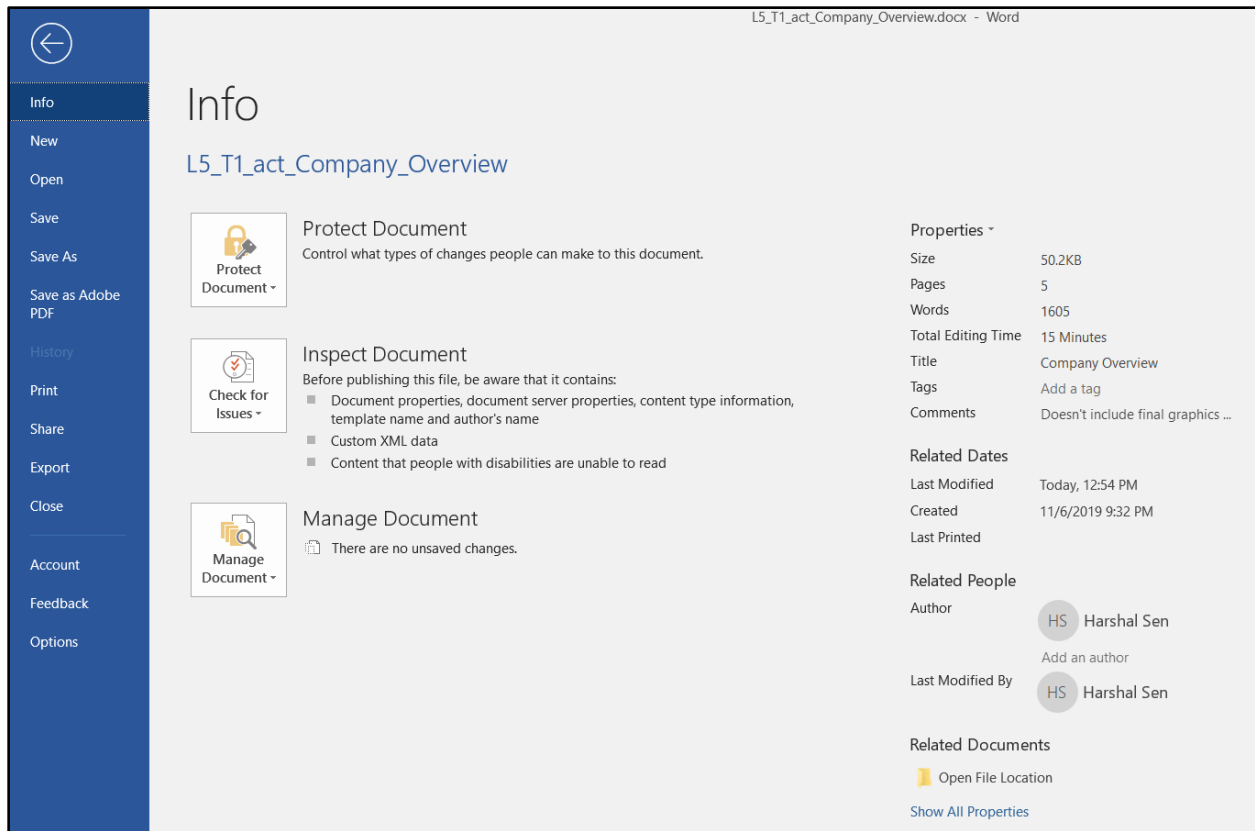 L5_T1_act_Company_Overview.docx - Word
Info
New
Open
Save
Save As
Save as Adobe
PDF
History
Print
Share
Export
Close
Account
Feedback
Options
Info
L5_T1_act_Company_Overview
Protect
Document
Protect Document
Control what types of changes people can make to this document.
Check for
Issues
Inspect Document
Before publishing this file, be aware that it contains:
Document properties, document server properties, content type information,
template name and author's name
Custom XML data
Content that people with disabilities are unable to read
Manage
Document
Manage Document
There are no unsaved changes.
Properties
Size 50.2KB
Pages 5
Words 1605
Total Editing Time 15 Minutes
Title Company Overview
Tags Add a tag
Comments Doesn't include final graphics ...
Related Dates
Last Modified Today, 12:54 PM
Created 11/6/2019 9:32 PM
Last Printed
Related People
Author HS Harshal Sen
Add an author
Last Modified By HS Harshal Sen
Related Documents
Open File Location
Show All Properties